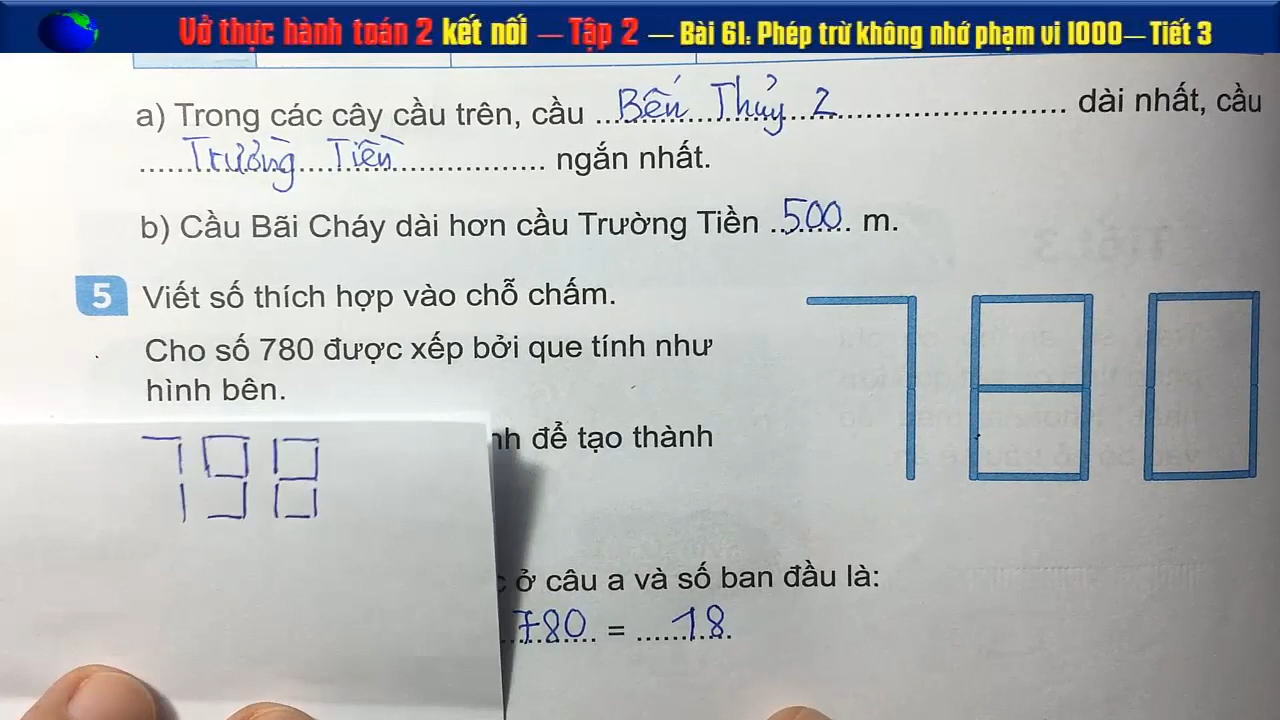 Vở thực hành toán 2 kết nối – Tập 2 – Bài 61: Phép trừ không nhớ phạm vi 1000– Tiết 3
a) Trong các cây cầu trên, cầu ...Bến Thủy 2... dài nhất, cầu
...Trường Tiền... ngắn nhất.
b) Cầu Bãi Cháy dài hơn cầu Trường Tiền ..500.. m.
5 Viết số thích hợp vào chỗ chấm.
Cho số 780 được xếp bởi que tính như
hình bên.
780
798
để tạo thành
ở câu a và số ban đầu là:
780 = ...18...